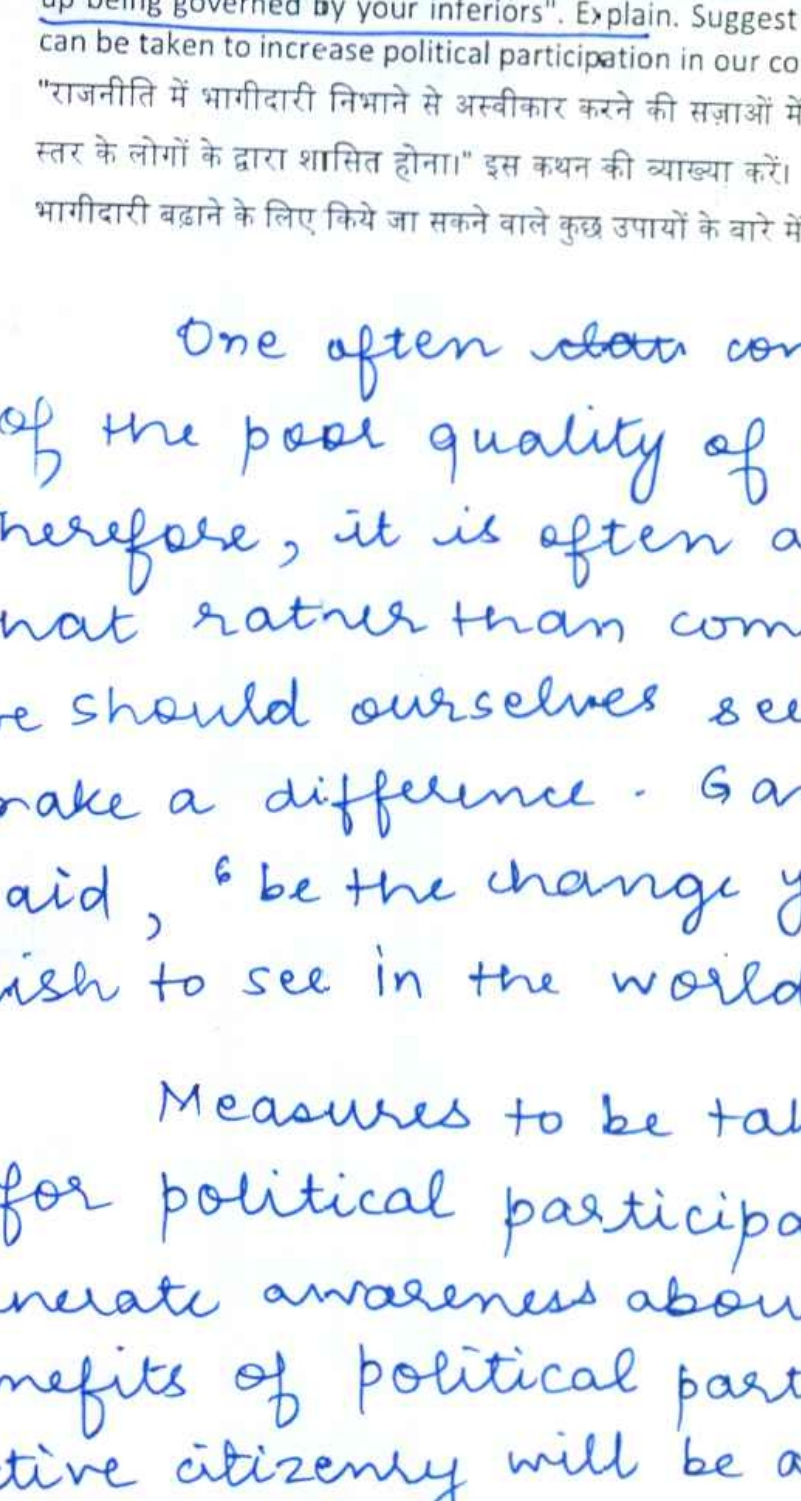 up being governed by your inferiors". Explain. Suggest
can be taken to increase political participation in our co
"राजनीति में भागीदारी निभाने से अस्वीकार करने की सज़ाओं में
स्तर के लोगों के द्वारा शासित होना।" इस कथन की व्याख्या करें।
भागीदारी बढ़ाने के लिए किये जा सकने वाले कुछ उपायों के बारे में
One often con
of the poor quality of
herefore, it is often a
hat rather than com
e should ourselves see
make a difference. Gan
aid, ' be the change y
ish to see in the world
Measures to be tak
for political participa
nerate awareness abou
nefits of political part
tive citizenry will be a